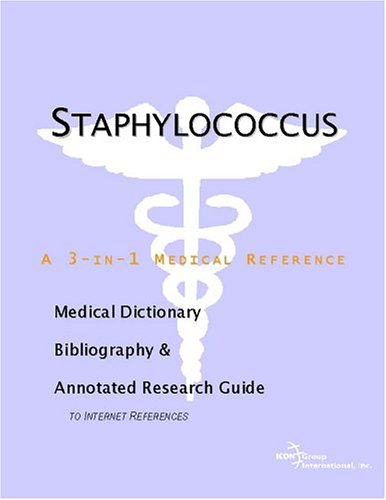 STAPHYLOCOCCUS
A 3-IN-1 MEDICAL REFERENCE
Medical Dictionary
Bibliography &
Annotated Research Guide
TO INTERNET REFERENCES
ICON Group
International, Inc.